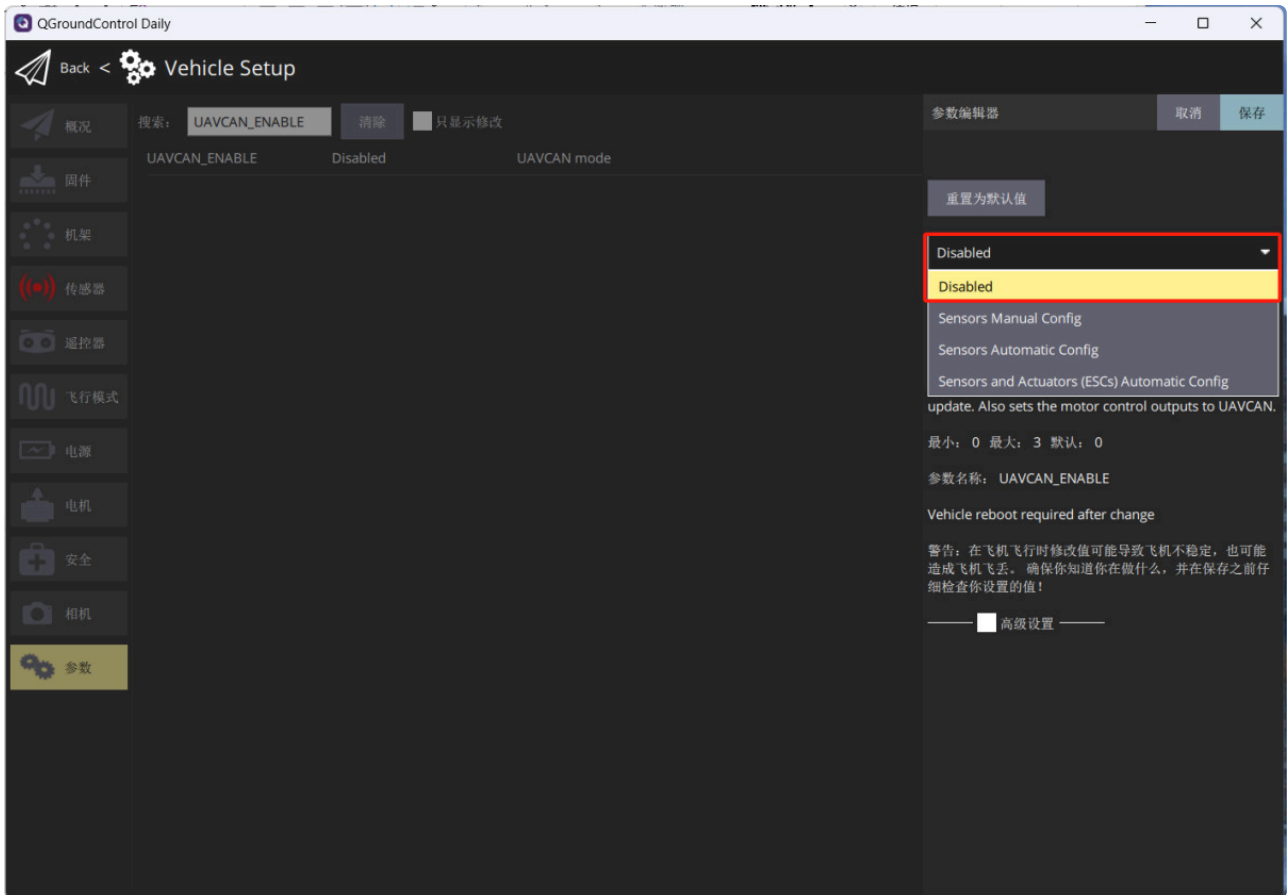 QGroundControl Daily
Back < Vehicle Setup
概况
固件
机架
传感器
遥控器
飞行模式
电源
电机
安全
相机
参数
搜索: UAVCAN_ENABLE 清除 只显示修改
UAVCAN_ENABLE Disabled UAVCAN mode
参数编辑器 取消 保存
重置为默认值
Disabled
Disabled
Sensors Manual Config
Sensors Automatic Config
Sensors and Actuators (ESCs) Automatic Config
update. Also sets the motor control outputs to UAVCAN.
最小: 0 最大: 3 默认: 0
参数名称: UAVCAN_ENABLE
Vehicle reboot required after change
警告: 在飞机飞行时修改值可能导致飞机不稳定，也可能
造成飞机飞丢。 确保你知道你在做什么，并在保存之前仔
细检查你设置的值！
高级设置